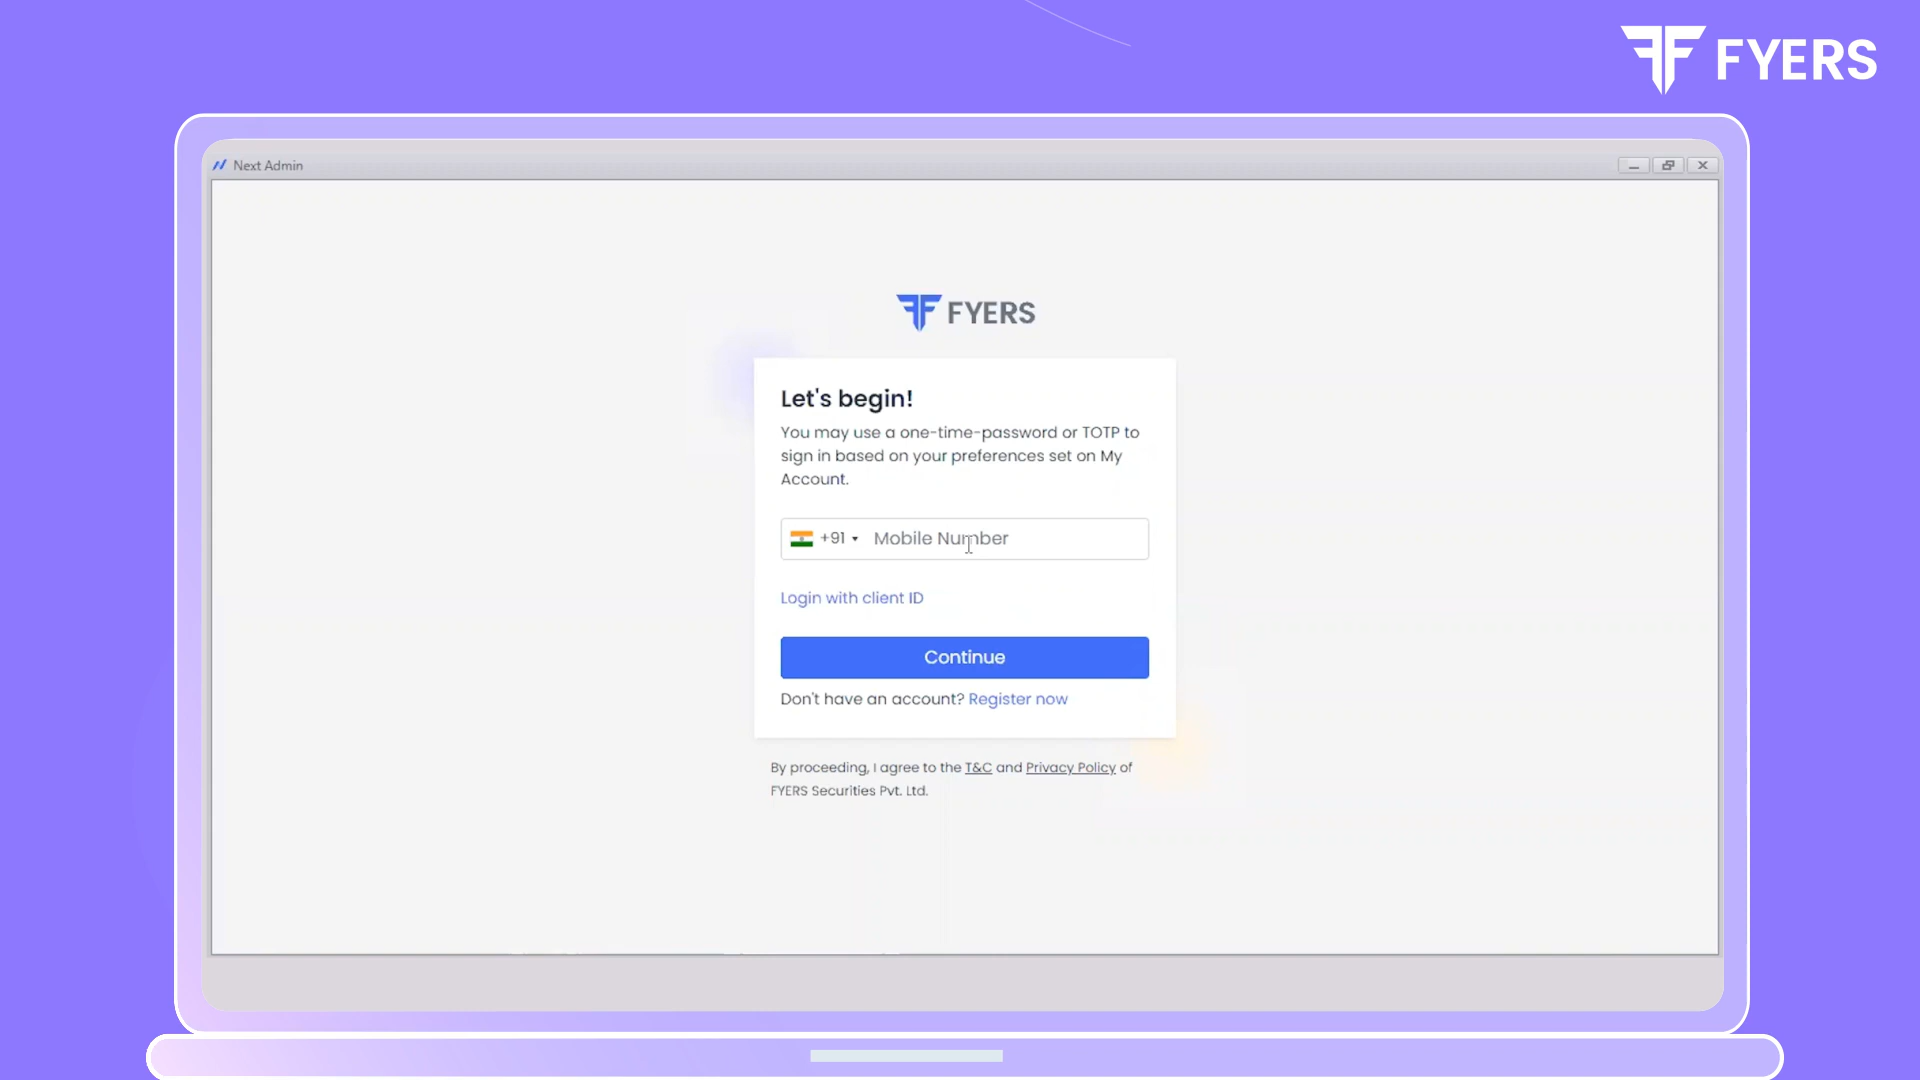 FYERS
Next Admin
FYERS
Let's begin!
You may use a one-time-password or TOTP to
sign in based on your preferences set on My
Account.
+91 Mobile Number
Login with client ID
Continue
Don't have an account? Register now
By proceeding, I agree to the T&C and Privacy Policy of
FYERS Securities Pvt. Ltd.